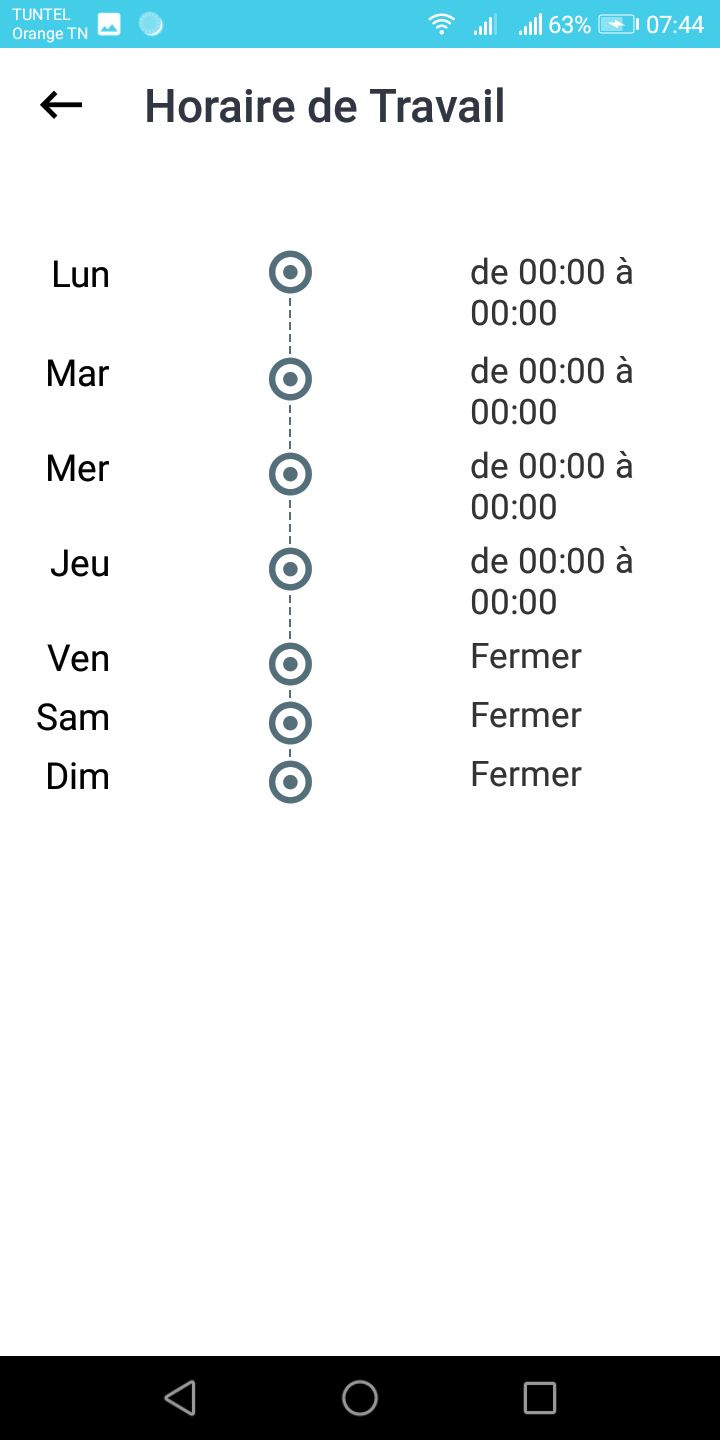 TUNTEL
Orange TN
63%
07:44
Horaire de Travail
Lun
de 00:00 à
00:00
Mar
de 00:00 à
00:00
Mer
de 00:00 à
00:00
Jeu
de 00:00 à
00:00
Ven
Fermer
Sam
Fermer
Dim
Fermer